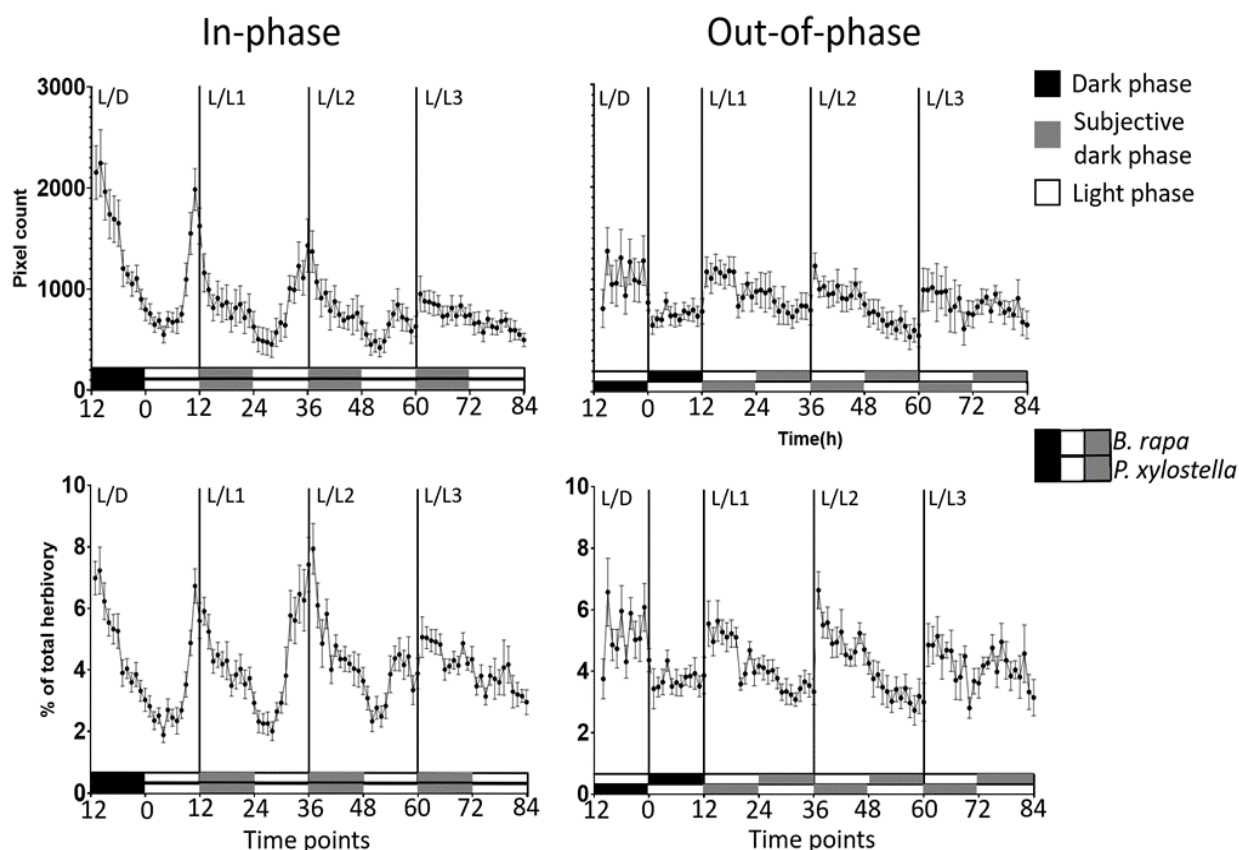 In-phase
Out-of-phase
L/D L/L1 L/L2 L/L3
L/D L/L1 L/L2 L/L3
Dark phase
Subjective
dark phase
Light phase
Pixel count
3000
2000
1000
0
12 0 12 24 36 48 60 72 84
12 0 12 24 36 48 60 72 84
Time(h)
B. rapa
P. xylostella
L/D L/L1 L/L2 L/L3
L/D L/L1 L/L2 L/L3
% of total herbivory
10
8
6
4
2
0
12 0 12 24 36 48 60 72 84
Time points
10
8
6
4
2
0
12 0 12 24 36 48 60 72 84
Time points